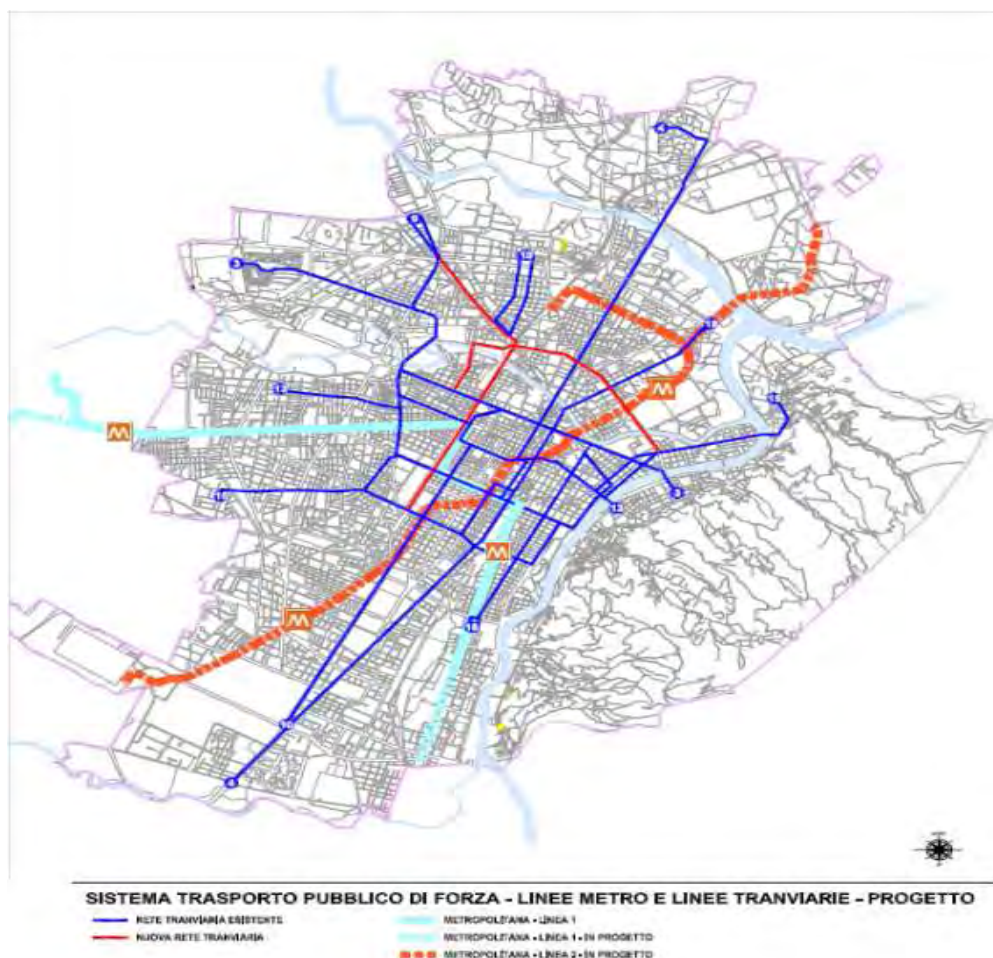 M
M
M
M
SISTEMA TRASPORTO PUBBLICO DI FORZA - LINEE METRO E LINEE TRANVIARIE - PROGETTO
RETE TRANVIARIA ESISTENTE
NUOVA RETE TRANVIARIA
METROPOLITANA - LINEA 1
METROPOLITANA - LINEA 1 - IN PROGETTO
METROPOLITANA - LINEA 2 - IN PROGETTO